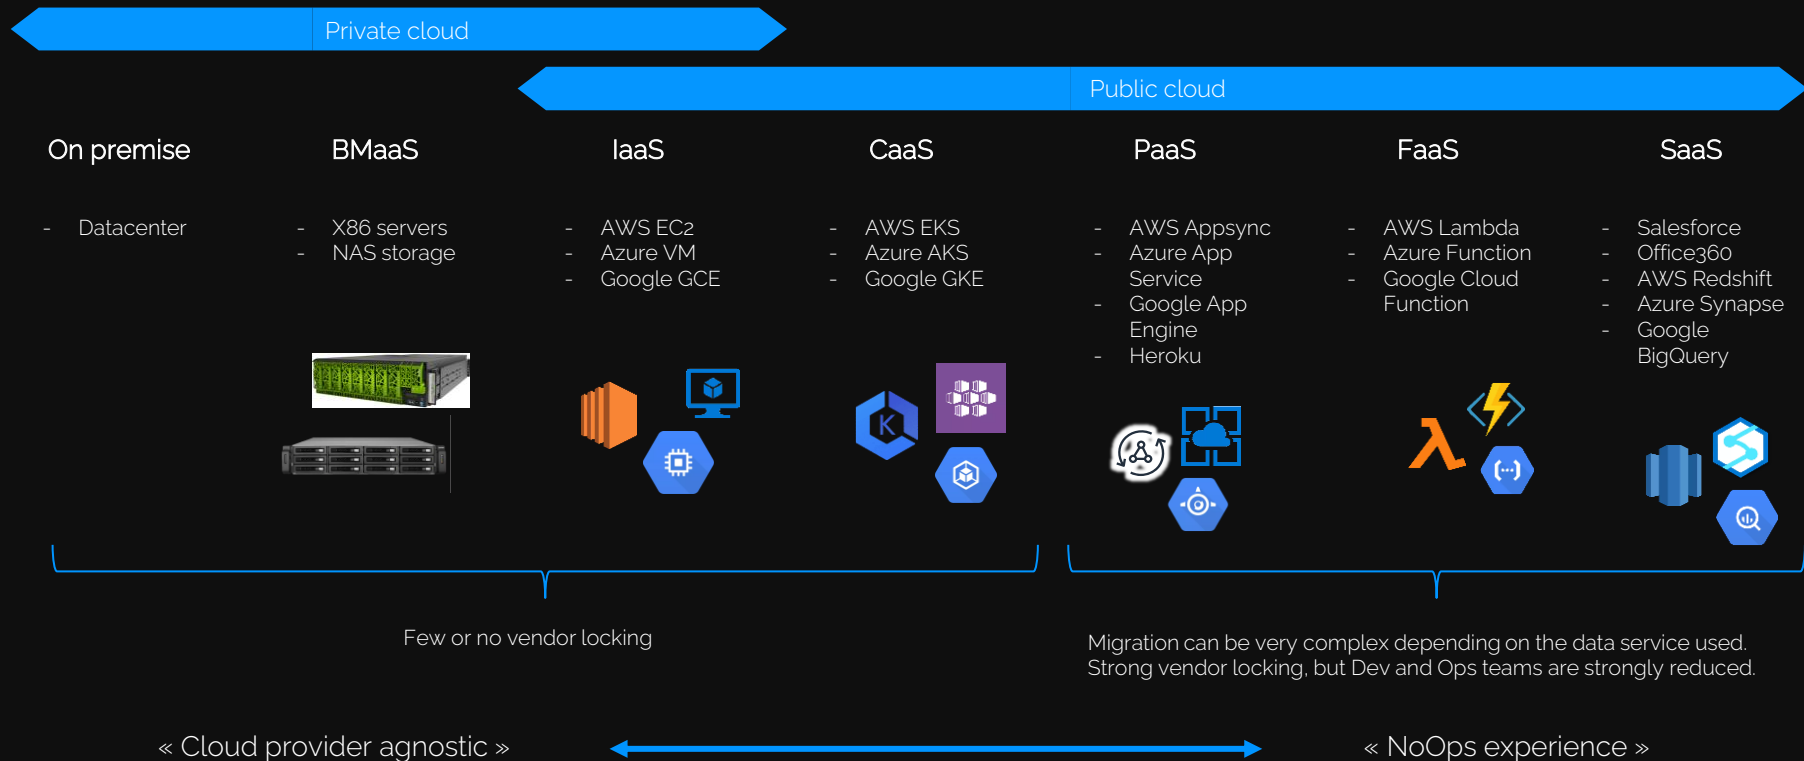 Private cloud
Public cloud
On premise
BMaaS
IaaS
CaaS
PaaS
FaaS
SaaS
- Datacenter
- X86 servers
- NAS storage
- AWS EC2
- Azure VM
- Google GCE
- AWS EKS
- Azure AKS
- Google GKE
- AWS Appsync
- Azure App
Service
- Google App
Engine
- Heroku
- AWS Lambda
- Azure Function
- Google Cloud
Function
- Salesforce
- Office360
- AWS Redshift
- Azure Synapse
- Google
BigQuery
K
Few or no vendor locking
Migration can be very complex depending on the data service used.
Strong vendor locking, but Dev and Ops teams are strongly reduced.
« Cloud provider agnostic »
« NoOps experience »